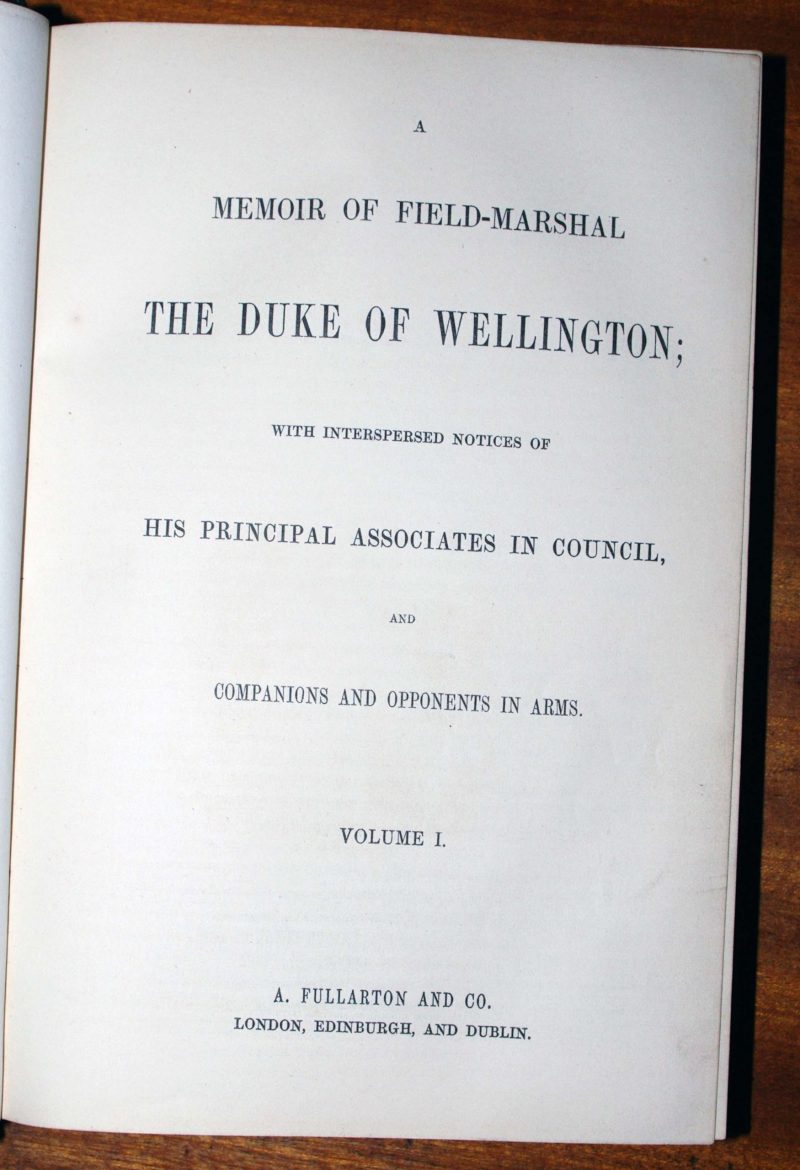 A
MEMOIR OF FIELD-MARSHAL
THE DUKE OF WELLINGTON;
WITH INTERSPERSED NOTICES OF
HIS PRINCIPAL ASSOCIATES IN COUNCIL,
AND
COMPANIONS AND OPPONENTS IN ARMS.
VOLUME I.
A. FULLARTON AND CO.
LONDON, EDINBURGH, AND DUBLIN.